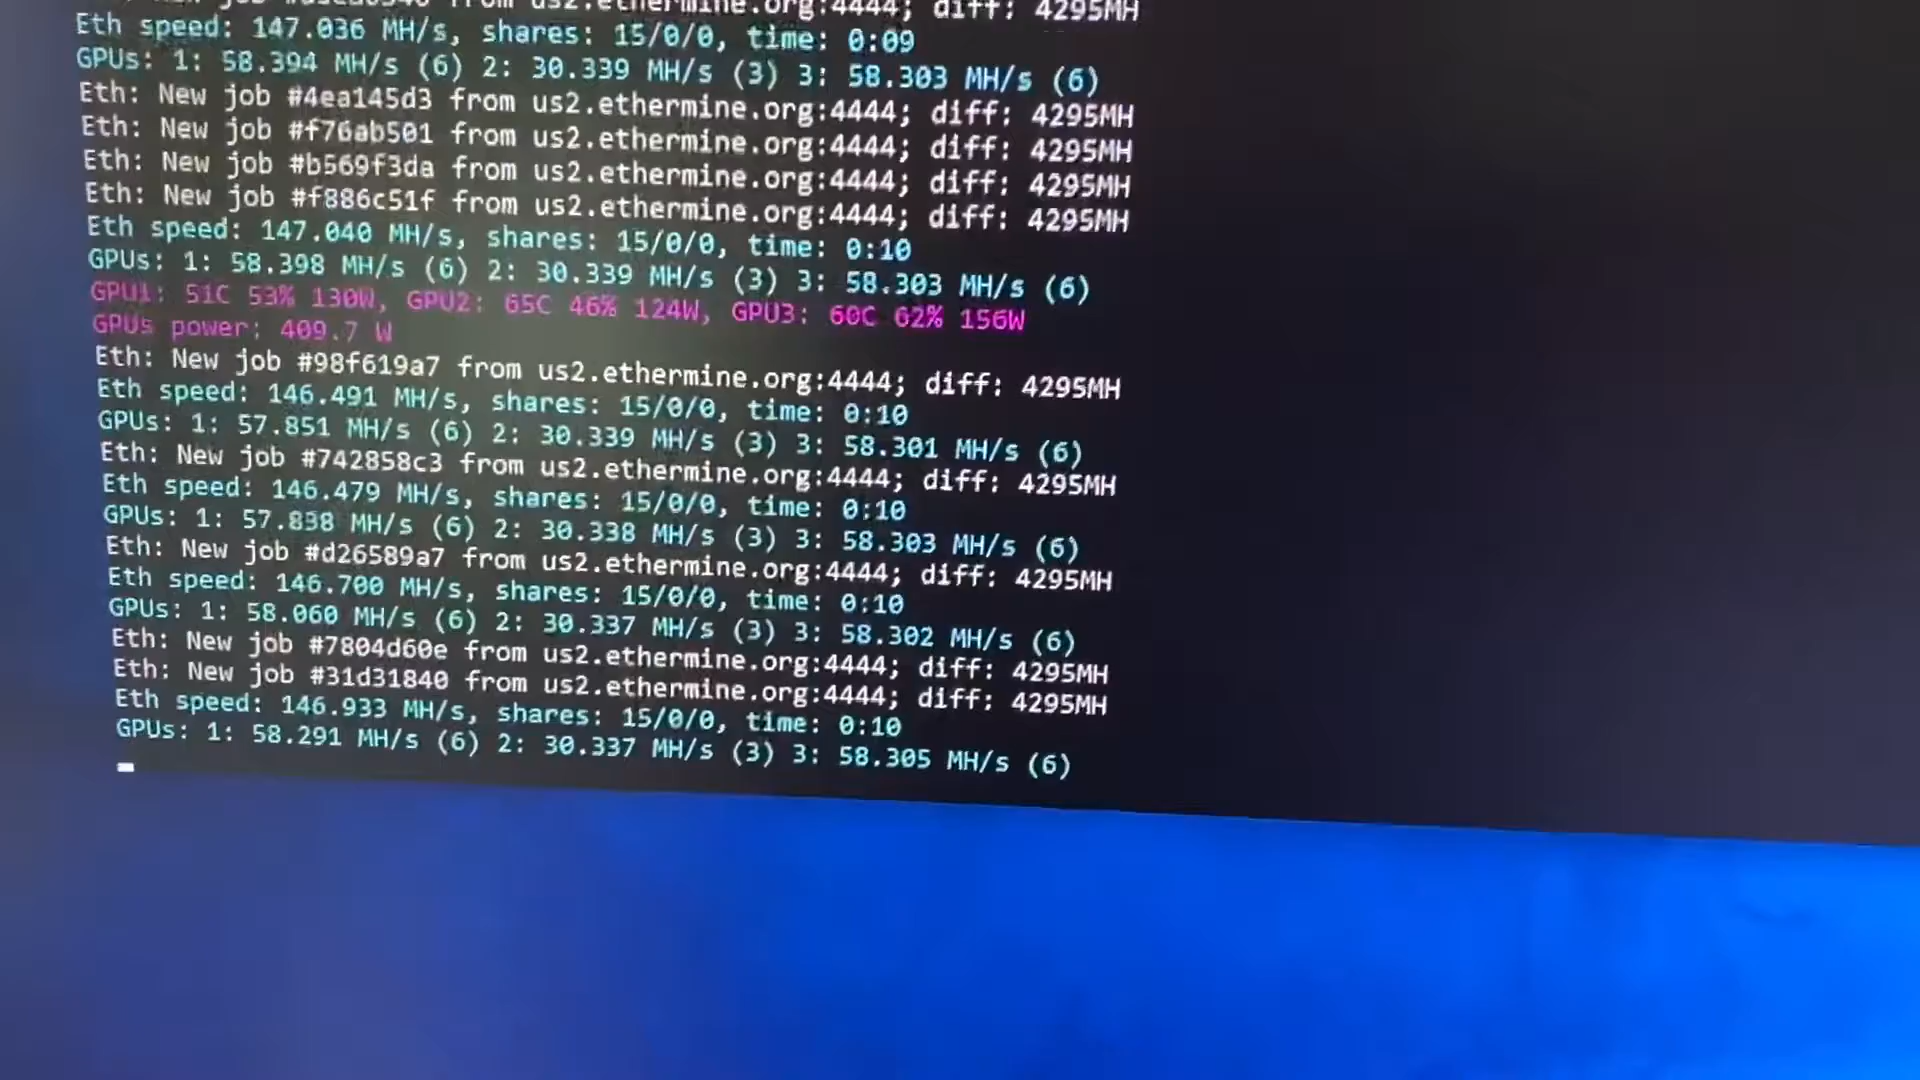 from us2.ethermine.org:4444; diff: 4295MH
Eth speed: 147.036 MH/s, shares: 15/0/0, time: 0:09
GPUs: 1: 58.394 MH/s (6) 2: 30.339 MH/s (3) 3: 58.303 MH/s (6)
Eth: New job #4ea145d3 from us2.ethermine.org:4444; diff: 4295MH
Eth: New job #f76ab501 from us2.ethermine.org:4444; diff: 4295MH
Eth: New job #b569f3da from us2.ethermine.org:4444; diff: 4295MH
Eth: New job #f886c51f from us2.ethermine.org:4444; diff: 4295MH
Eth speed: 147.040 MH/s, shares: 15/0/0, time: 0:10
GPUs: 1: 58.398 MH/s (6) 2: 30.339 MH/s (3) 3: 58.303 MH/s (6)
GPU1: 51C 53% 130W, GPU2: 65C 46% 124W, GPU3: 60C 62% 156W
GPUs power: 409.7 W
Eth: New job #98f619a7 from us2.ethermine.org:4444; diff: 4295MH
Eth speed: 146.491 MH/s, shares: 15/0/0, time: 0:10
GPUs: 1: 57.851 MH/s (6) 2: 30.339 MH/s (3) 3: 58.301 MH/s (6)
Eth: New job #742858c3 from us2.ethermine.org:4444; diff: 4295MH
Eth speed: 146.479 MH/s, shares: 15/0/0, time: 0:10
GPUs: 1: 57.838 MH/s (6) 2: 30.338 MH/s (3) 3: 58.303 MH/s (6)
Eth: New job #d26589a7 from us2.ethermine.org:4444; diff: 4295MH
Eth speed: 146.700 MH/s, shares: 15/0/0, time: 0:10
GPUs: 1: 58.060 MH/s (6) 2: 30.337 MH/s (3) 3: 58.302 MH/s (6)
Eth: New job #7804d60e from us2.ethermine.org:4444; diff: 4295MH
Eth: New job #31d31840 from us2.ethermine.org:4444; diff: 4295MH
Eth speed: 146.933 MH/s, shares: 15/0/0, time: 0:10
GPUs: 1: 58.291 MH/s (6) 2: 30.337 MH/s (3) 3: 58.305 MH/s (6)